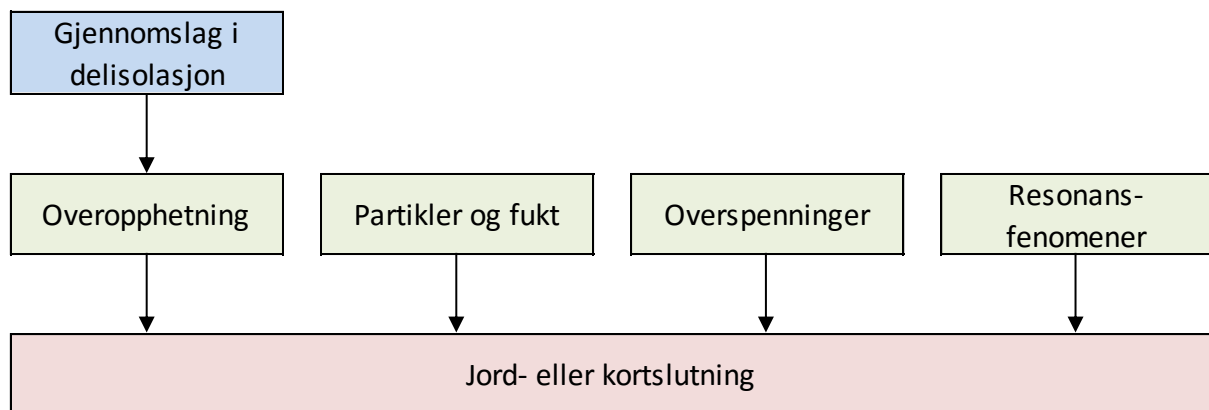 Gjennomslag i
delisolasjon
Overopphetning
Partikler og fukt
Overspenninger
Resonans-
fenomener
Jord- eller kortslutning